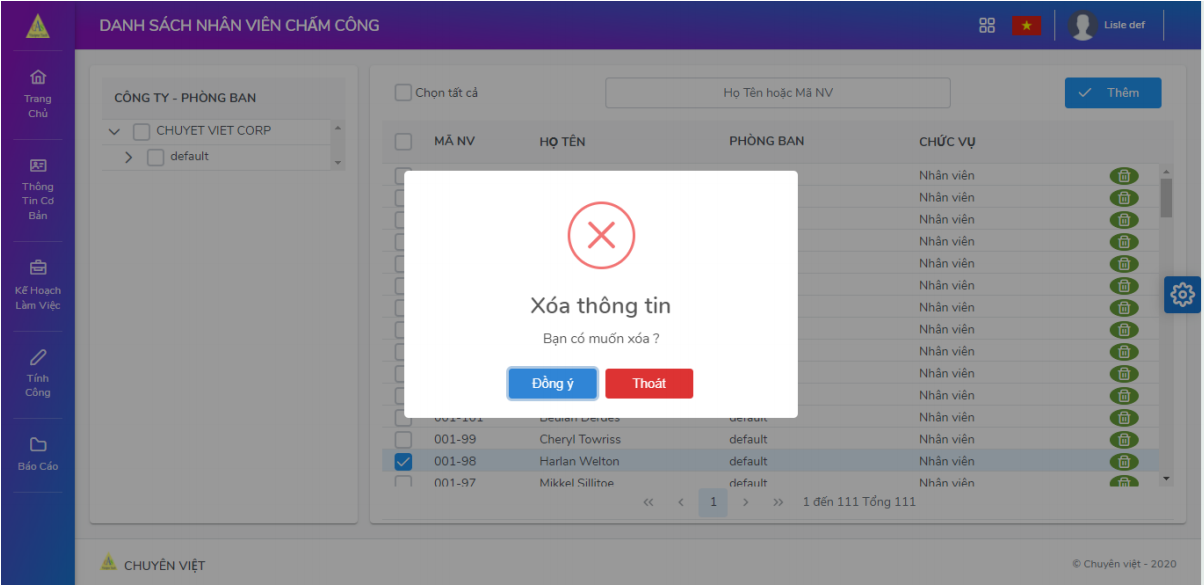 DANH SÁCH NHÂN VIÊN CHẤM CÔNG
Lisle def
Trang
Chủ
Thông
Tin Cơ
Bản
Kế Hoạch
Làm Việc
Tính
Công
Báo Cáo
CÔNG TY - PHÒNG BAN
CHUYET VIET CORP
default
Chọn tất cả
Họ Tên hoặc Mã NV
Thêm
MÃ NV HỌ TÊN PHÒNG BAN CHỨC VỤ
Nhân viên
Nhân viên
Nhân viên
Nhân viên
Nhân viên
Nhân viên
Nhân viên
Nhân viên
Nhân viên
Nhân viên
Nhân viên
Xóa thông tin
Bạn có muốn xóa ?
Đồng ý Thoát
001-101 default Nhân viên
001-99 Cheryl Towriss default Nhân viên
001-98 Harlan Welton default Nhân viên
001-97 Mikkel Sillitoe default Nhân viên
<< < 1 > >> 1 đến 111 Tổng 111
CHUYÊN VIỆT
© Chuyên việt - 2020